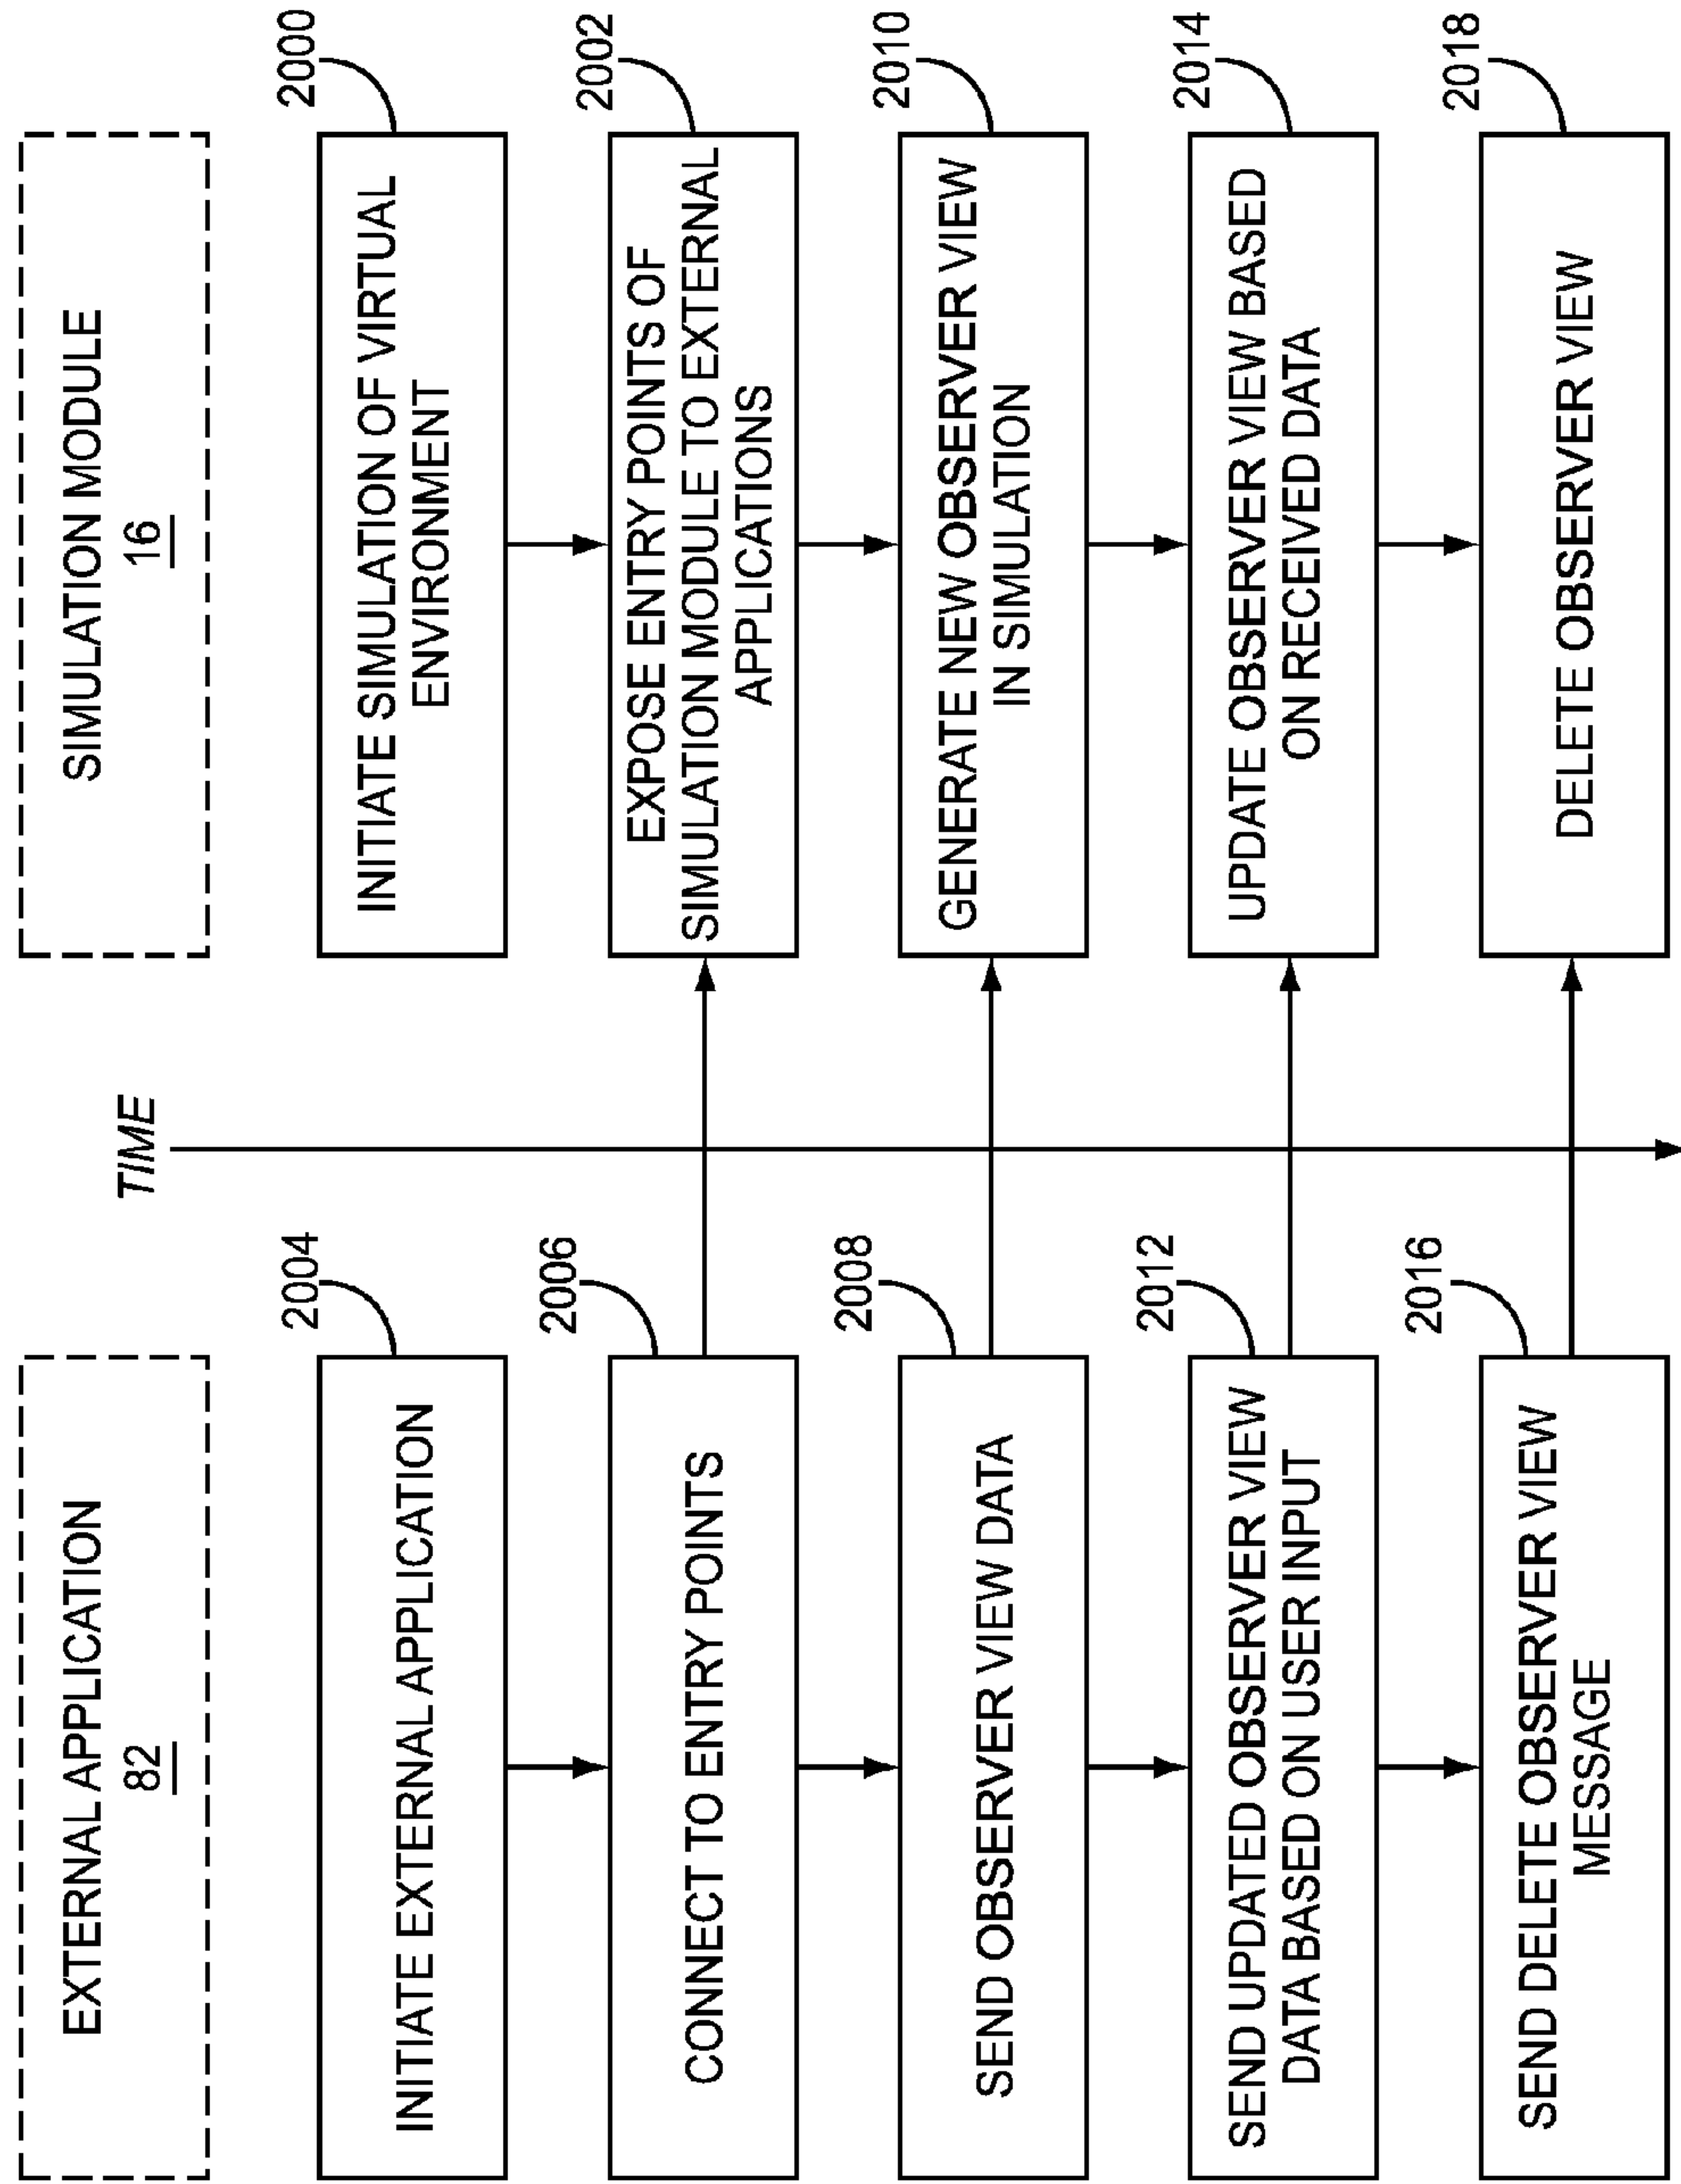 EXTERNAL APPLICATION
82
TIME
SIMULATION MODULE
16
2004
INITIATE EXTERNAL APPLICATION
2000
INITIATE SIMULATION OF VIRTUAL
ENVIRONMENT
2006
CONNECT TO ENTRY POINTS
2002
EXPOSE ENTRY POINTS OF
SIMULATION MODULE TO EXTERNAL
APPLICATIONS
2008
SEND OBSERVER VIEW DATA
2010
GENERATE NEW OBSERVER VIEW
IN SIMULATION
2012
SEND UPDATED OBSERVER VIEW
DATA BASED ON USER INPUT
2014
UPDATE OBSERVER VIEW BASED
ON RECEIVED DATA
2016
SEND DELETE OBSERVER VIEW
MESSAGE
2018
DELETE OBSERVER VIEW